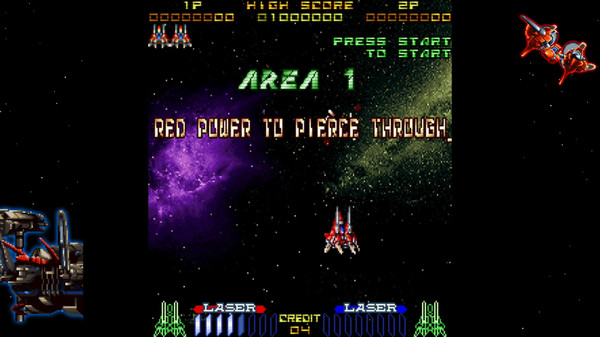 1P HIGH SCORE 2P
00000000 01000000 00000000
PRESS START
TO START
AREA 1
RED POWER TO PIERCE THROUGH.
LASER LASER
CREDIT
04